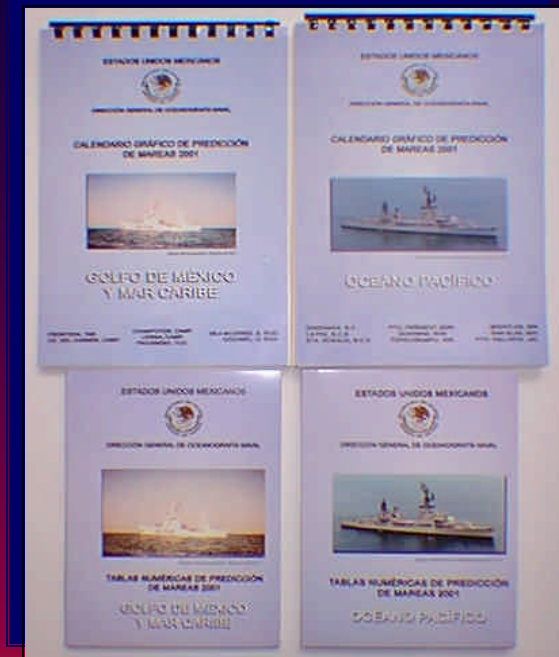 ESTADOS UNIDOS MEXICANOS
DIRECCIÓN GENERAL DE OCEANOGRAFÍA NAVAL
CALENDARIO GRÁFICO DE PREDICCIÓN
DE MAREAS 2001
GOLFO DE MÉXICO
Y MAR CARIBE
ESTADOS UNIDOS MEXICANOS
DIRECCIÓN GENERAL DE OCEANOGRAFÍA NAVAL
CALENDARIO GRÁFICO DE PREDICCIÓN
DE MAREAS 2001
OCEANO PACÍFICO
ESTADOS UNIDOS MEXICANOS
DIRECCIÓN GENERAL DE OCEANOGRAFÍA NAVAL
TABLAS NUMÉRICAS DE PREDICCIÓN
DE MAREAS 2001
GOLFO DE MÉXICO
Y MAR CARIBE
ESTADOS UNIDOS MEXICANOS
DIRECCIÓN GENERAL DE OCEANOGRAFÍA NAVAL
TABLAS NUMÉRICAS DE PREDICCIÓN
DE MAREAS 2001
OCEANO PACÍFICO